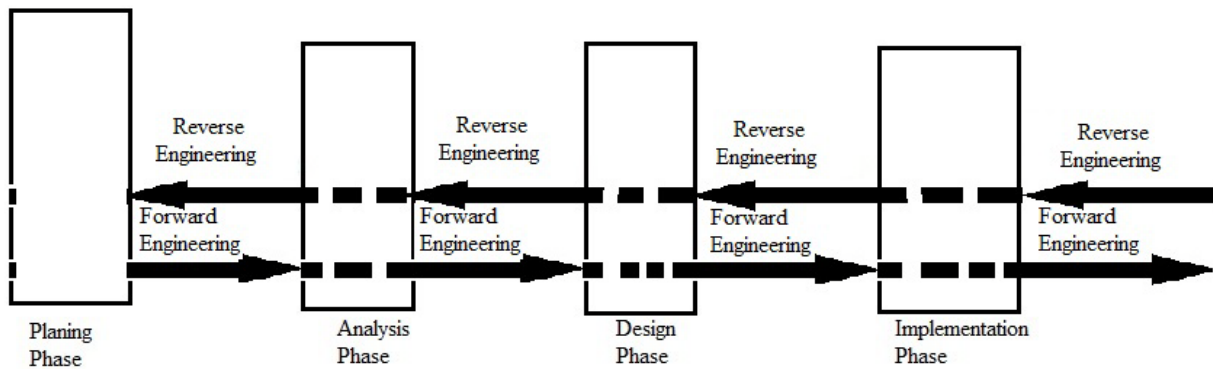 Reverse
Engineering
Reverse
Engineering
Reverse
Engineering
Reverse
Engineering
Forward
Engineering
Forward
Engineering
Forward
Engineering
Forward
Engineering
Planing
Phase
Analysis
Phase
Design
Phase
Implementation
Phase